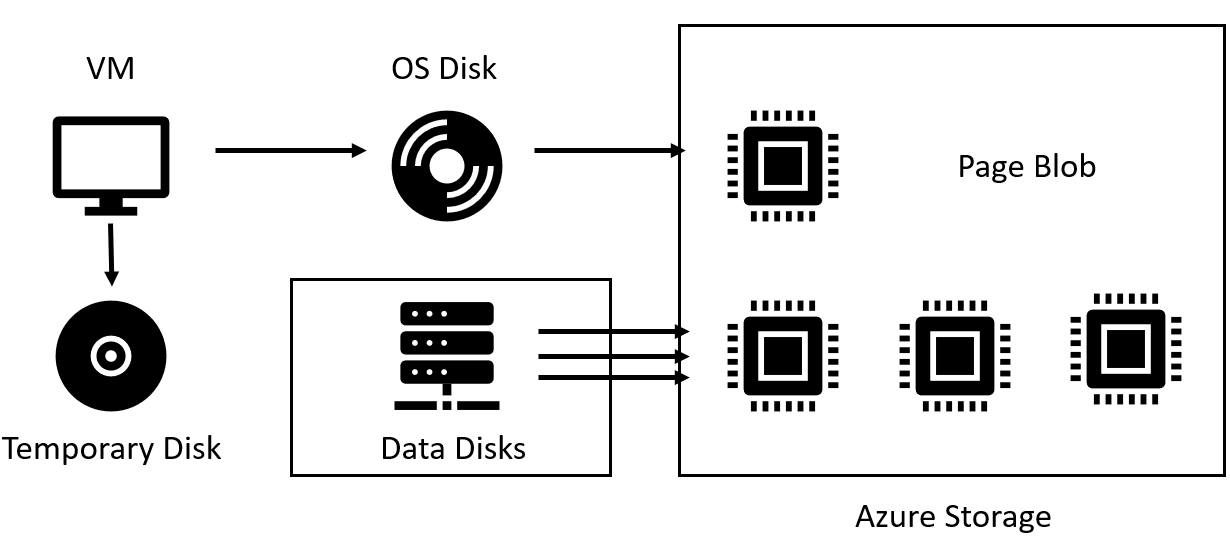 VM
OS Disk
Page Blob
Temporary Disk
Data Disks
Azure Storage